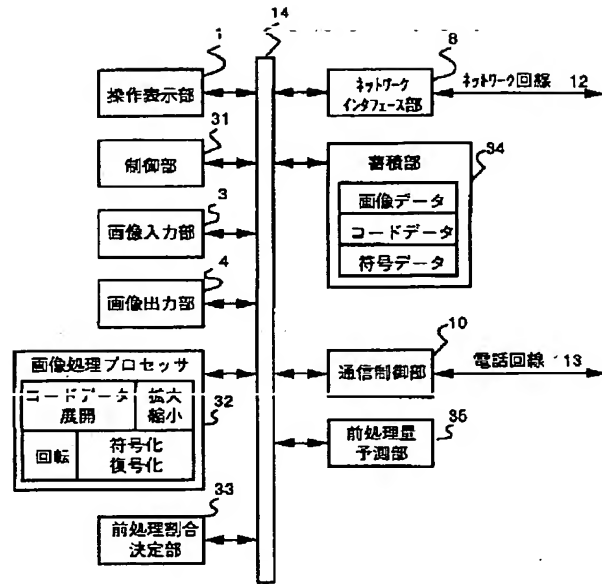 14
1
操作表示部
8
ネットワーク
インタフェース部
ネットワーク回線 12
31
制御部
34
蓄積部
画像データ
コードデータ
符号データ
3
画像入力部
4
画像出力部
画像処理プロセッサ
コードデータ
展開
拡大
縮小
32
回転
符号化
復号化
10
通信制御部
電話回線 13
35
前処理量
予測部
33
前処理割合
決定部